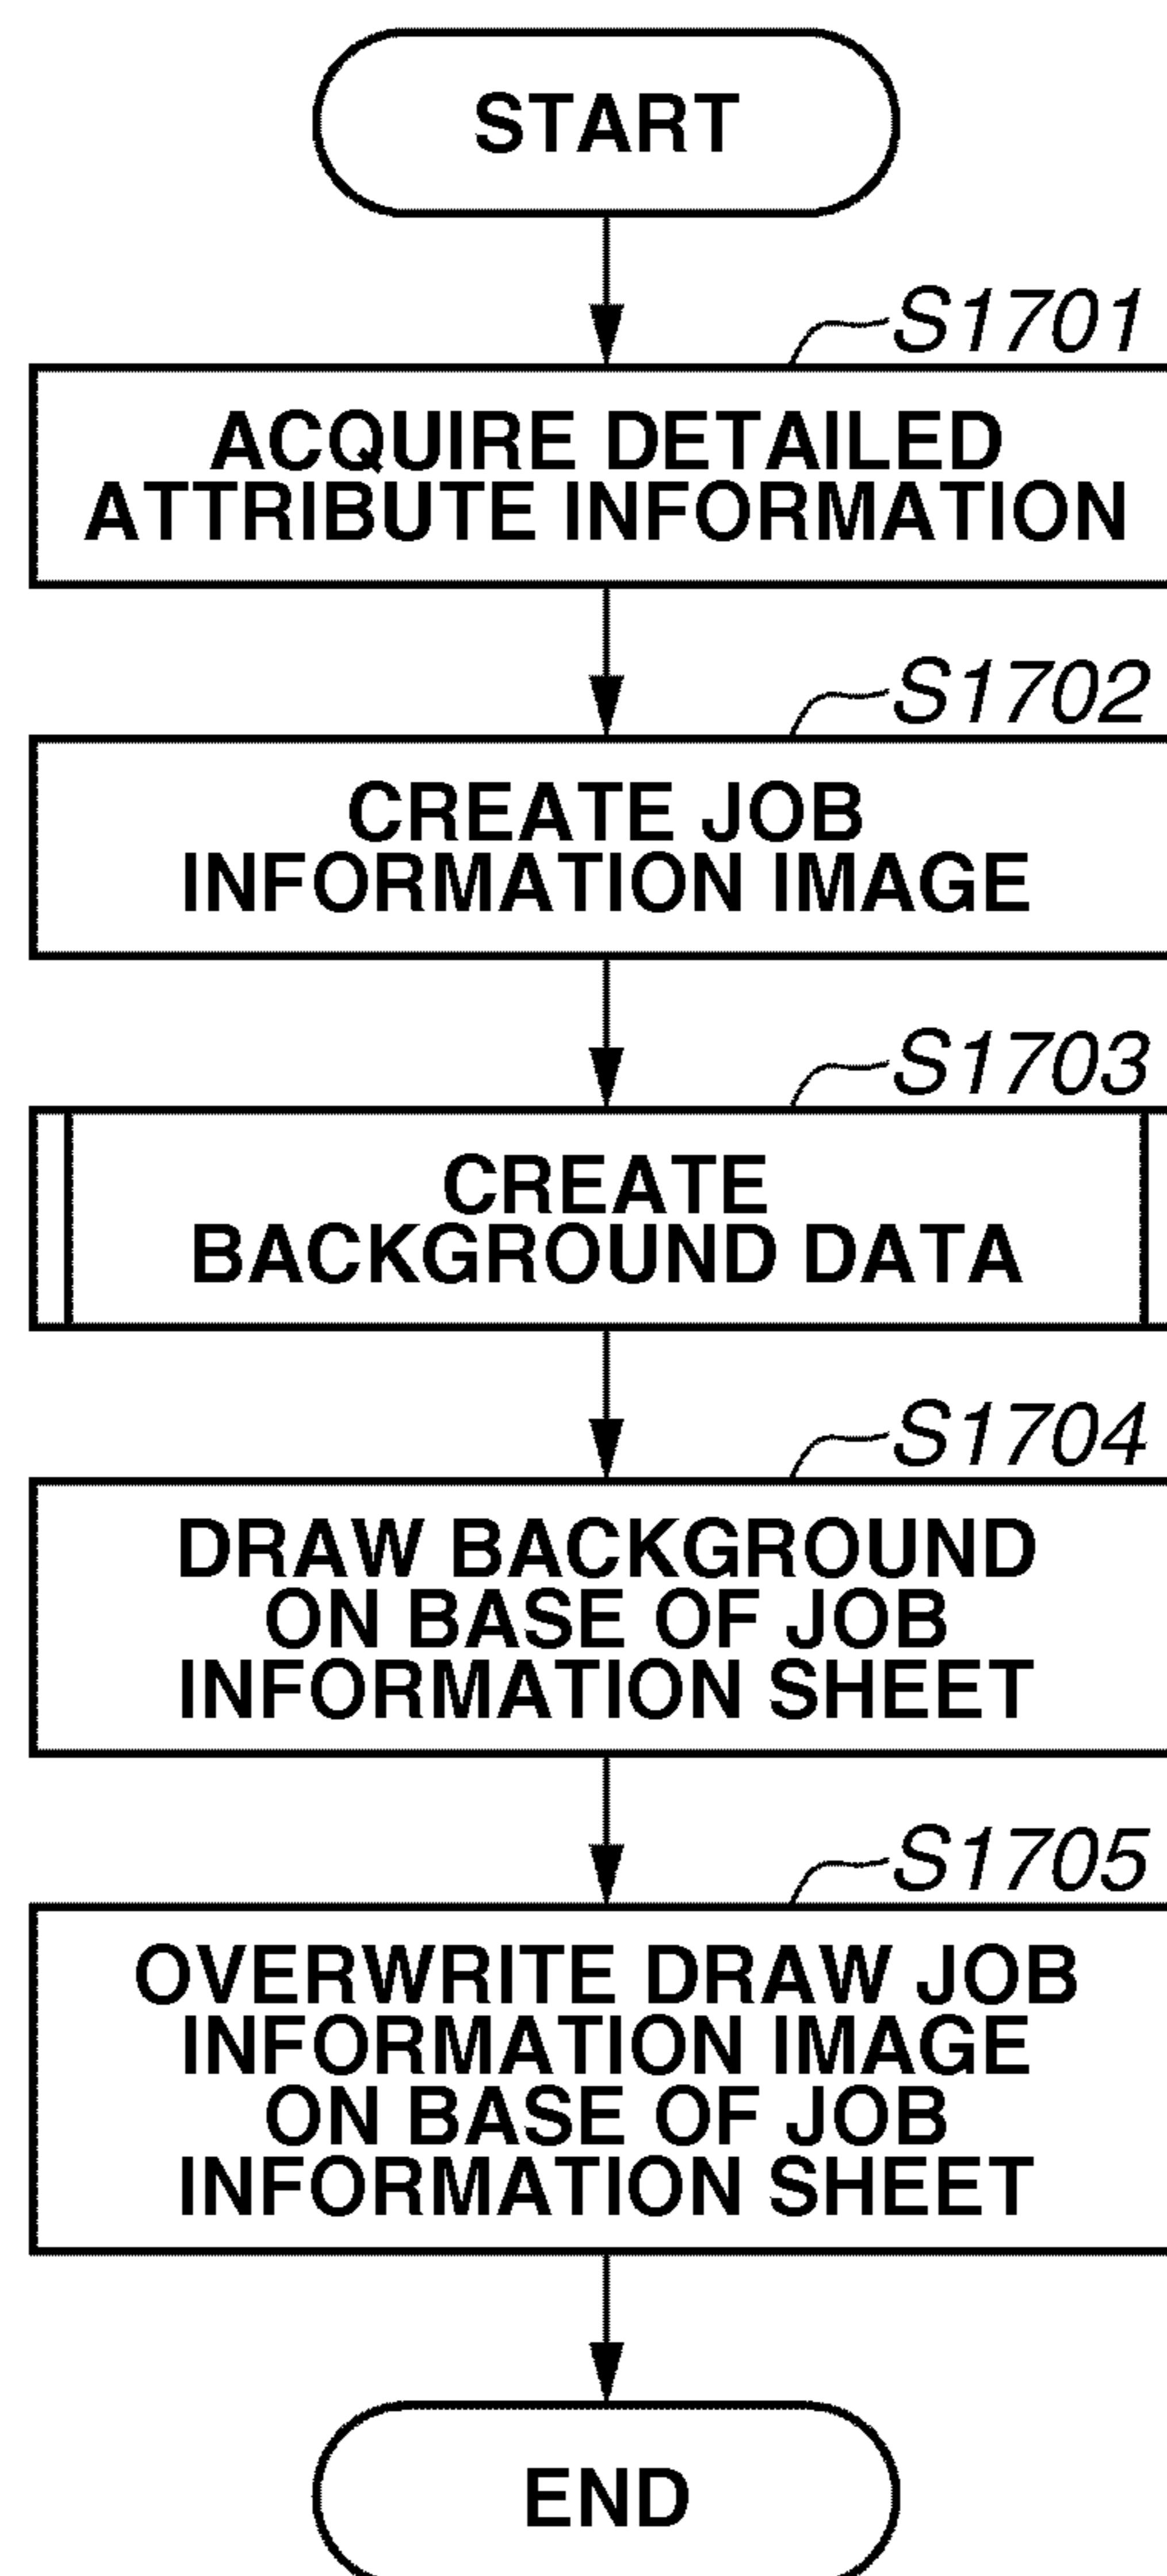 START
S1701
ACQUIRE DETAILED
ATTRIBUTE INFORMATION
S1702
CREATE JOB
INFORMATION IMAGE
S1703
CREATE
BACKGROUND DATA
S1704
DRAW BACKGROUND
ON BASE OF JOB
INFORMATION SHEET
S1705
OVERWRITE DRAW JOB
INFORMATION IMAGE
ON BASE OF JOB
INFORMATION SHEET
END